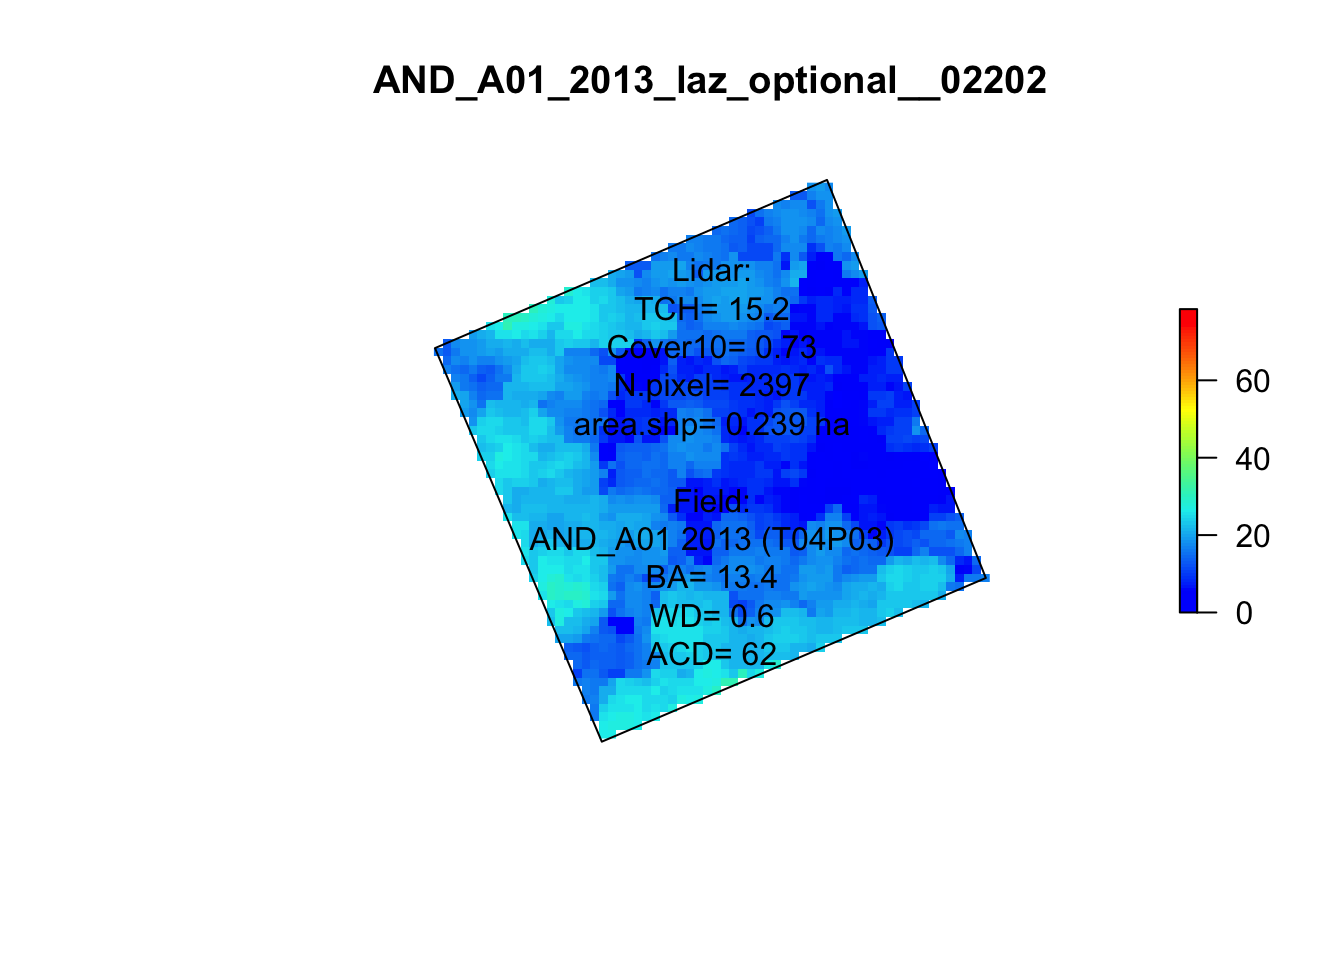 AND_A01_2013_laz_optional__02202
Lidar:
TCH= 15.2
Cover10= 0.73
N.pixel= 2397
area.shp= 0.239 ha
Field:
AND_A01 2013 (T04P03)
BA= 13.4
WD= 0.6
ACD= 62
60
40
20
0